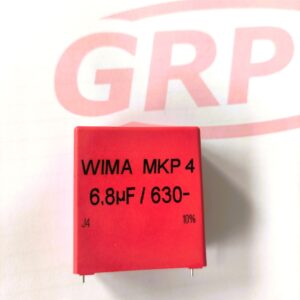 GRP
WIMA MKP 4
6.8µF / 630-
J4 10%